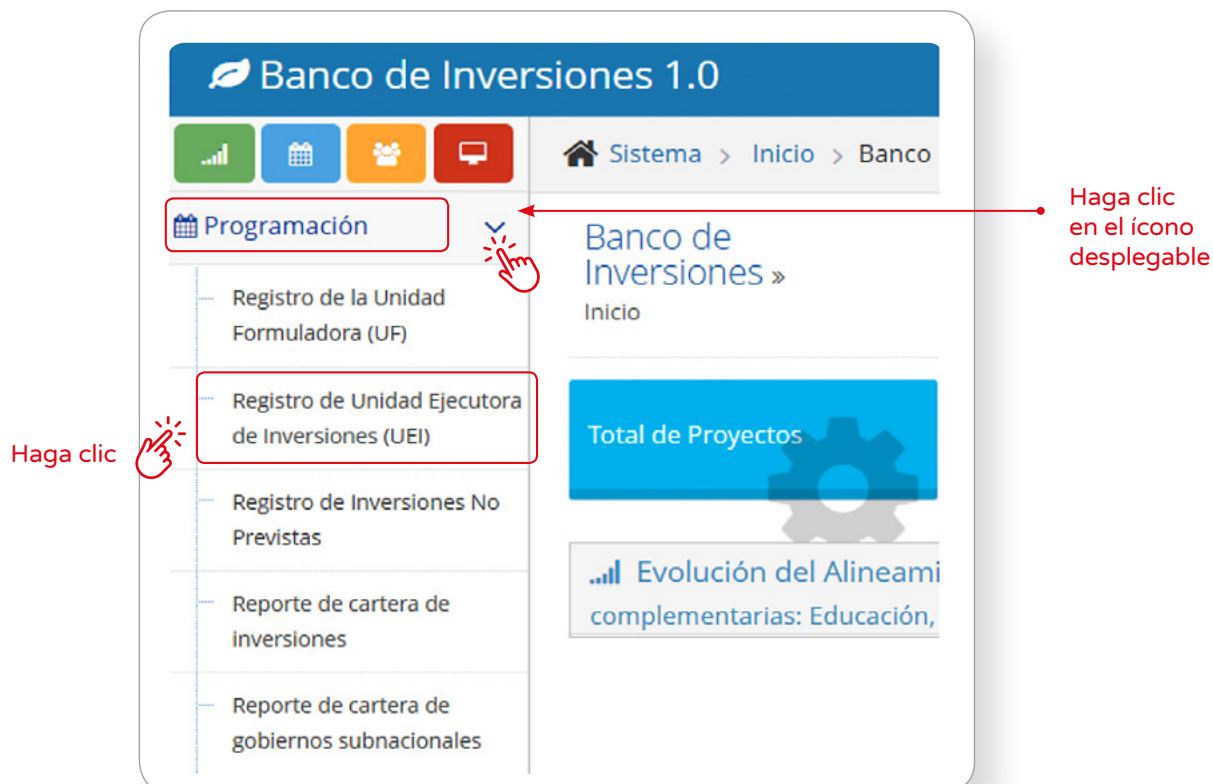 Banco de Inversiones 1.0
Sistema > Inicio > Banco
Programación
Haga clic
en el ícono
desplegable
Banco de
Inversiones »
Inicio
Registro de la Unidad
Formuladora (UF)
Registro de Unidad Ejecutora
de Inversiones (UEI)
Haga clic
Total de Proyectos
Registro de Inversiones No
Previstas
Evolución del Alineami
complementarias: Educación,
Reporte de cartera de
inversiones
Reporte de cartera de
gobiernos subnacionales